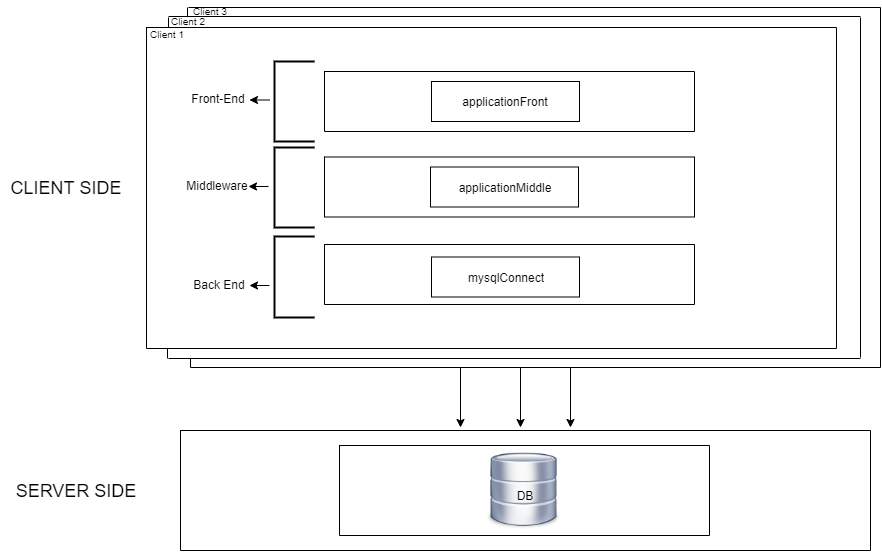 Client 3
Client 2
Client 1
Front-End
applicationFront
CLIENT SIDE
Middleware
applicationMiddle
Back End
mysqlConnect
SERVER SIDE
DB